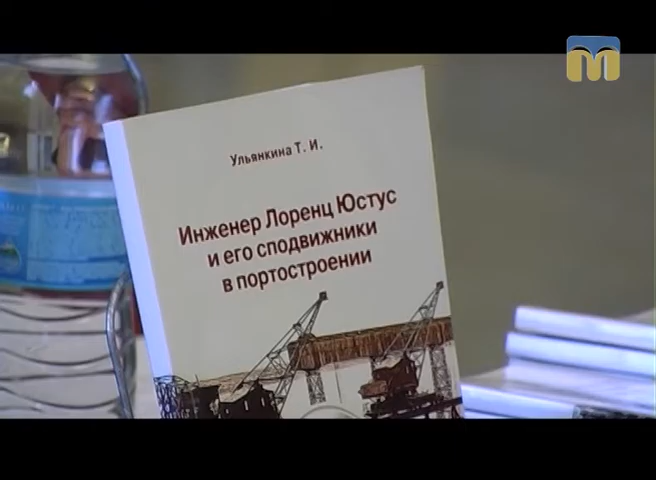 Ульянкина Т. И.
Инженер Лоренц Юстус
и его сподвижники
в портостроении